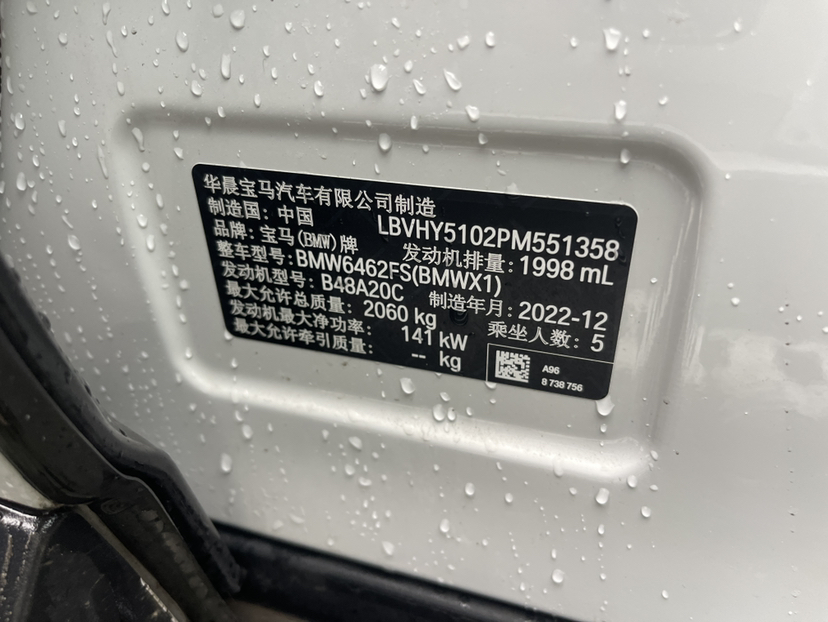 华晨宝马汽车有限公司制造
制造国：中国 LBVHY5102PM551358
品牌：宝马(BMW)牌 发动机排量：1998 mL
整车型号：BMW6462FS(BMWX1)
发动机型号：B48A20C 制造年月：2022-12
最大允许总质量：2060 kg 乘坐人数：5
发动机最大净功率：141 kW
最大允许牵引质量：-- kg
A96
8 738 756